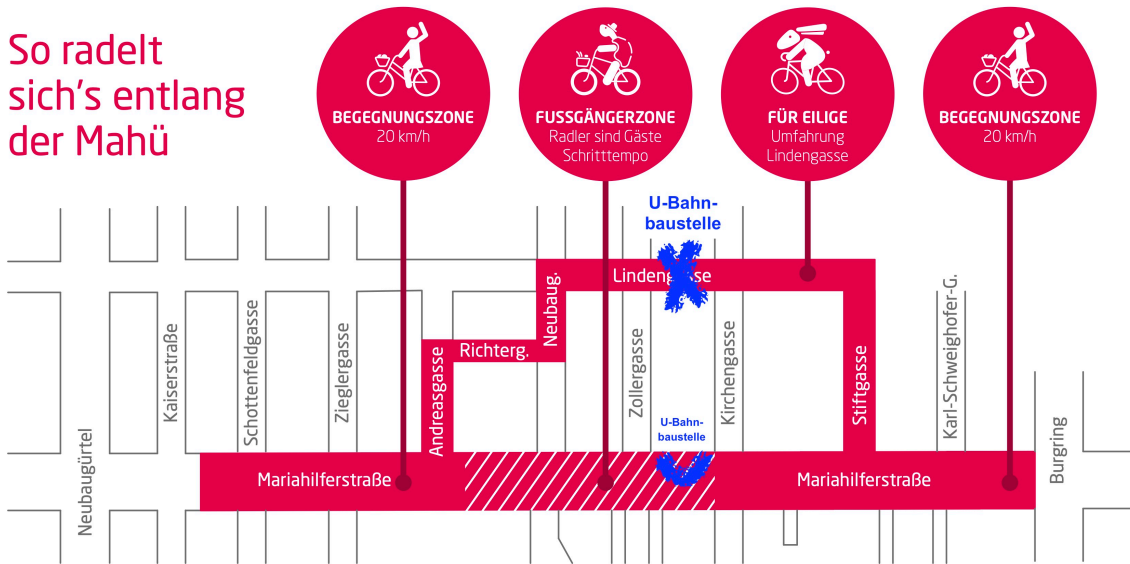 So radelt
sich's entlang
der Mahü
BEGEGNUNGSZONE
20 km/h
FUSSGÄNGERZONE
Radler sind Gäste
Schritttempo
FÜR EILIGE
Umfahrung
Lindengasse
BEGEGNUNGSZONE
20 km/h
U-Bahn-
baustelle
Lindengasse
Neubaug.
Richterg.
Andreasgasse
Kaiserstraße
Schottenfeldgasse
Zieglergasse
Zollergasse
Kirchengasse
Stiftgasse
Karl-Schweighofer-G.
Neubaugürtel
Burgring
U-Bahn-
baustelle
Mariahilferstraße
Mariahilferstraße